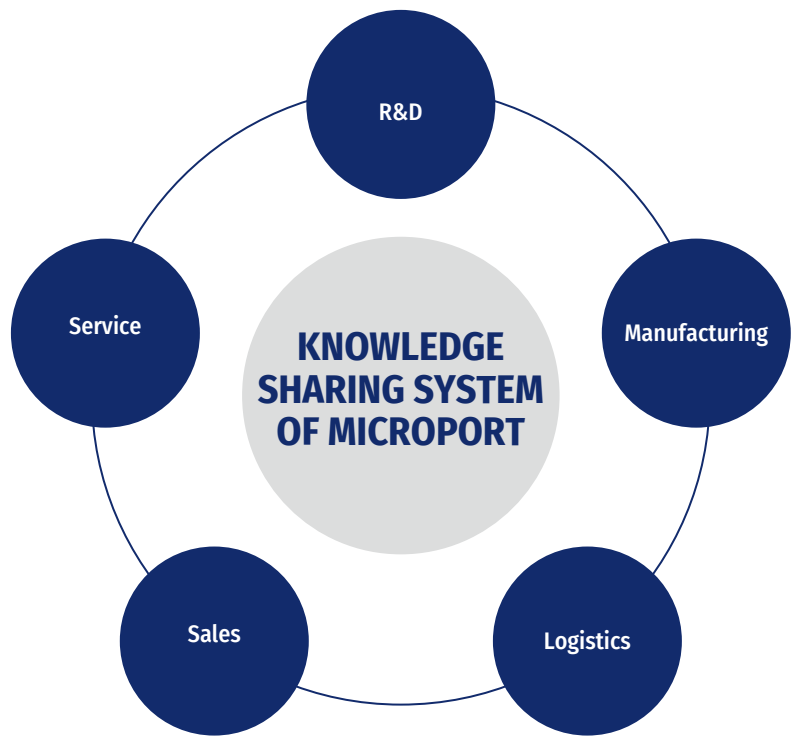 R&D
Service
Manufacturing
KNOWLEDGE
SHARING SYSTEM
OF MICROPORT
Sales
Logistics